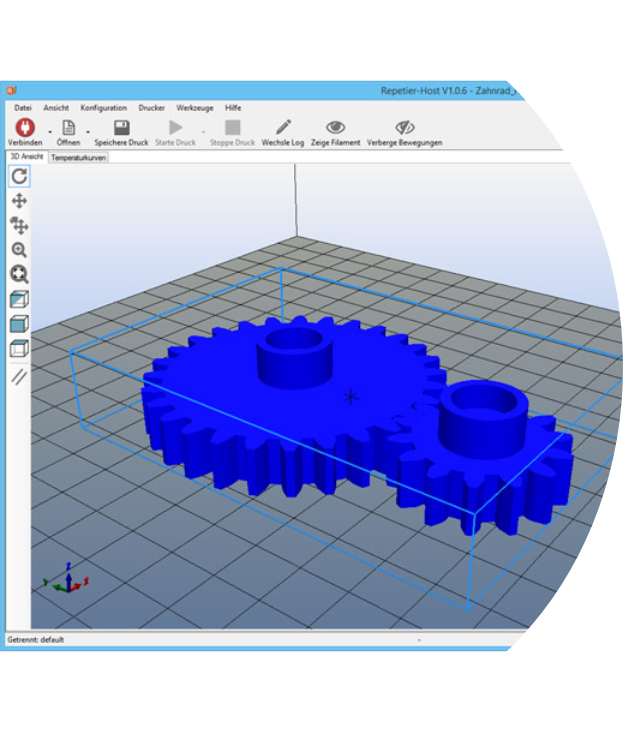 Repetier-Host V1.0.6 - Zahnrad_
Datei Ansicht Konfiguration Drucker Werkzeuge Hilfe
Verbinden Öffnen Speichere Druck Starte Druck Stoppe Druck Wechsle Log Zeige Filament Verberge Bewegungen
3D Ansicht Temperaturkurven
Getrennt: default